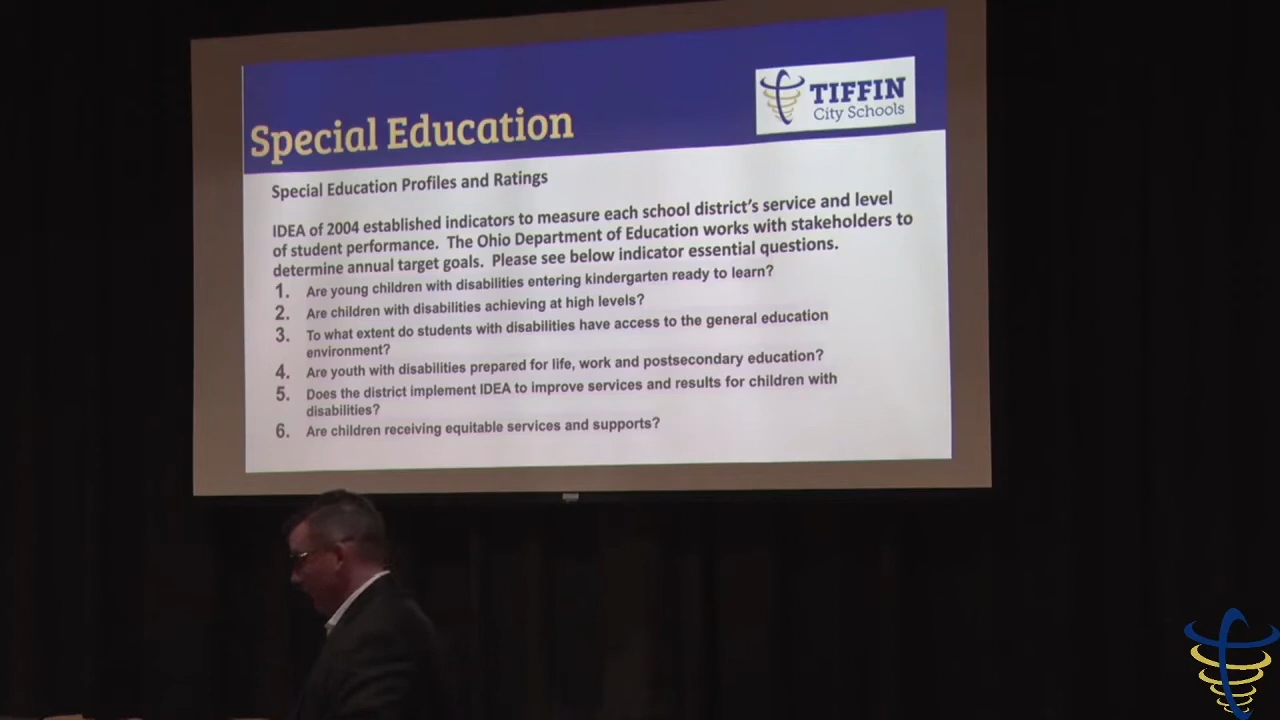 TIFFIN
City Schools
Special Education
Special Education Profiles and Ratings
IDEA of 2004 established indicators to measure each school district's service and level
of student performance. The Ohio Department of Education works with stakeholders to
determine annual target goals. Please see below indicator essential questions.
1. Are young children with disabilities entering kindergarten ready to learn?
2. Are children with disabilities achieving at high levels?
3. To what extent do students with disabilities have access to the general education
environment?
4. Are youth with disabilities prepared for life, work and postsecondary education?
5. Does the district implement IDEA to improve services and results for children with
disabilities?
6. Are children receiving equitable services and supports?